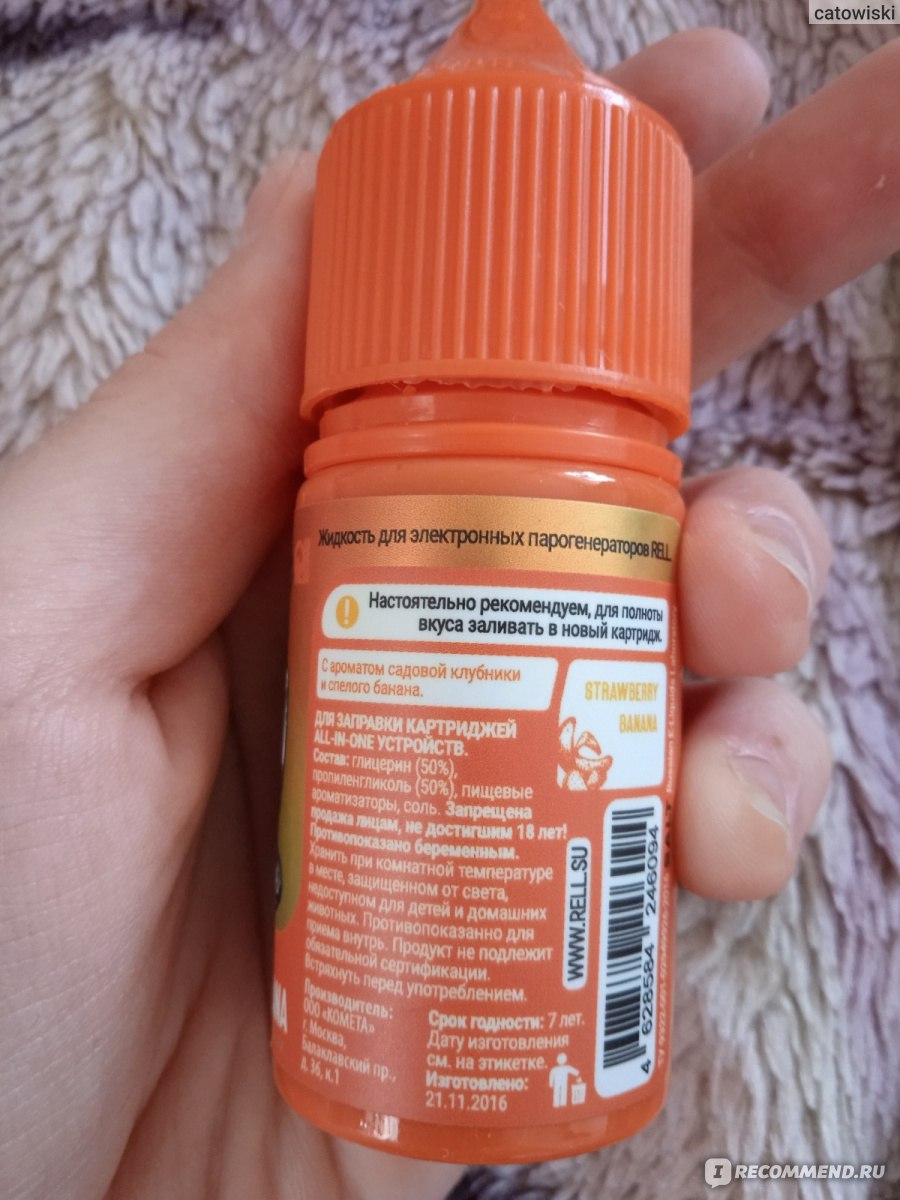 catowiski
Жидкость для электронных парогенераторов RELL
Настоятельно рекомендуем, для полноты
вкуса заливать в новый картридж.
С ароматом садовой клубники
и спелого банана.
STRAWBERRY
BANANA
ДЛЯ ЗАПРАВКИ КАРТРИДЖЕЙ
ALL-IN-ONE УСТРОЙСТВ.
Состав: глицерин (50%),
пропиленгликоль (50%), пищевые
ароматизаторы, соль. Запрещена
продажа лицам, не достигшим 18 лет!
Противопоказано беременным.
Хранить при комнатной температуре
в месте, защищенном от света,
недоступном для детей и домашних
животных. Противопоказанно для
приема внутрь. Продукт не подлежит
обязательной сертификации.
Встряхнуть перед употреблением.
Производитель:
ООО «КОМЕТА»
г. Москва,
Балаклавский пр.,
д. 36, к.1
Срок годности: 7 лет.
Дату изготовления
см. на этикетке.
Изготовлено:
21.11.2016
WWW.RELL.SU
4 628584 246094
SALT
Russian E-Liquids Laboratory
IRECOMMEND.RU